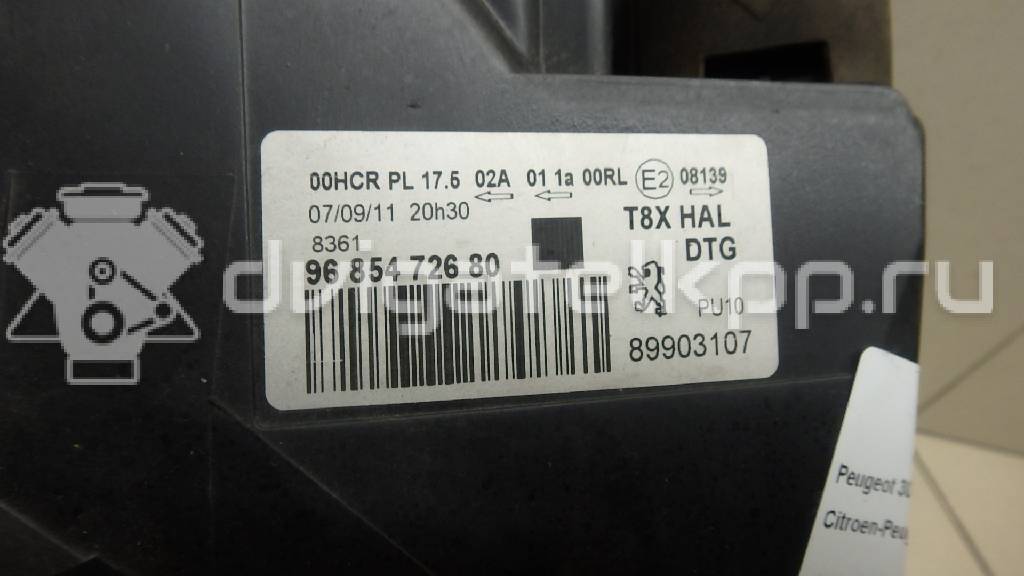 00HCR PL 17.5 02A 01 1a 00RL E2 08139
07/09/11 20h30
T8X HAL
8361
DTG
96 854 726 80
PU10
89903107
dvigatelkop.ru
Peugeot
Citroen-Peu